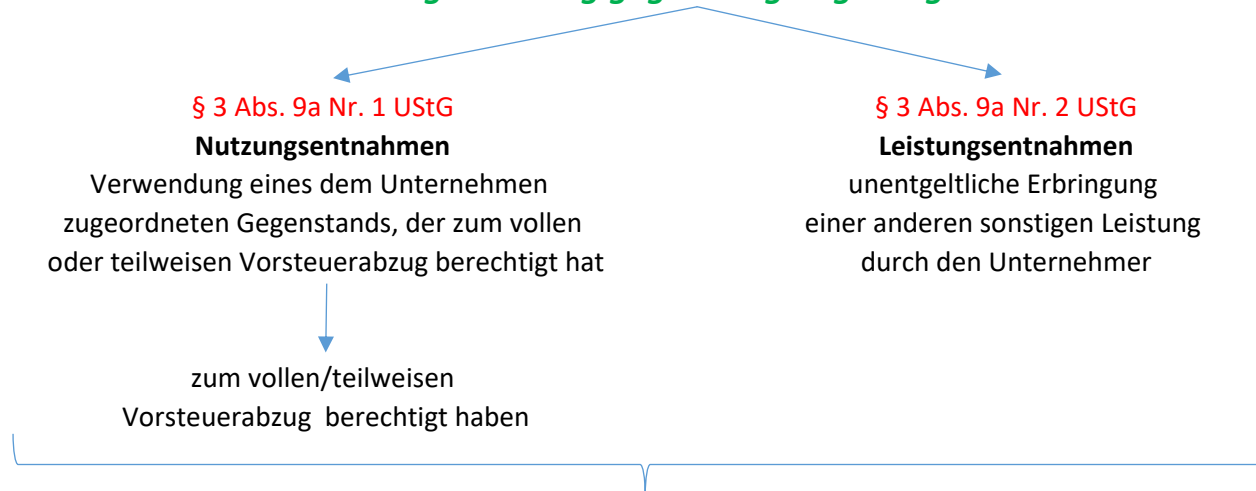 § 3 Abs. 9a Nr. 1 UStG
Nutzungsentnahmen
Verwendung eines dem Unternehmen
zugeordneten Gegenstands, der zum vollen
oder teilweisen Vorsteuerabzug berechtigt hat
zum vollen/teilweisen
Vorsteuerabzug berechtigt haben
§ 3 Abs. 9a Nr. 2 UStG
Leistungsentnahmen
unentgeltliche Erbringung
einer anderen sonstigen Leistung
durch den Unternehmer